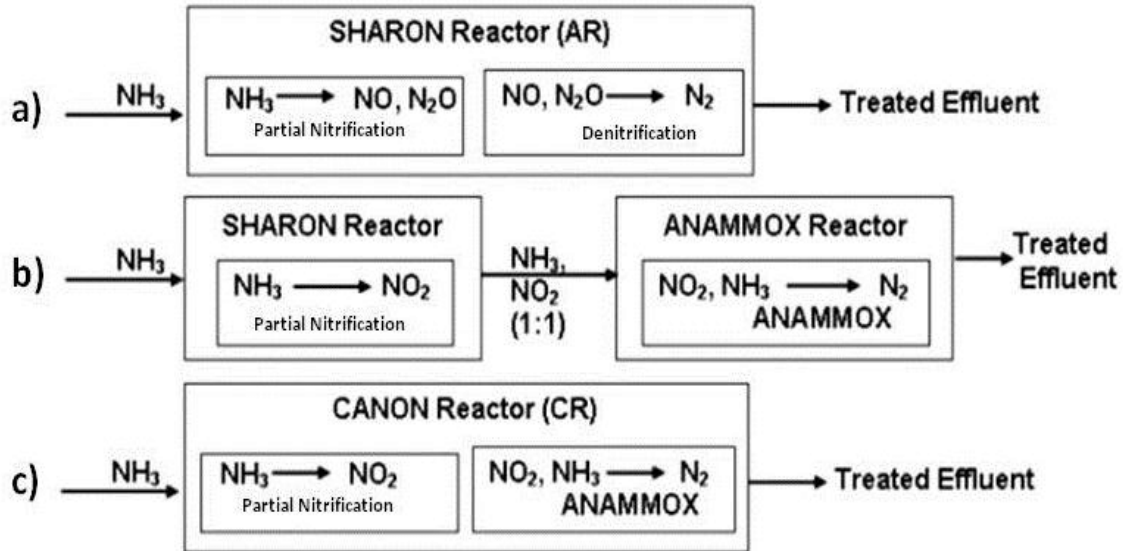 a)
NH₃
SHARON Reactor (AR)
NH₃ → NO, N₂O
Partial Nitrification
NO, N₂O → N₂
Denitrification
Treated Effluent
b)
NH₃
SHARON Reactor
NH₃ → NO₂
Partial Nitrification
NH₃,
NO₂
(1:1)
ANAMMOX Reactor
NO₂, NH₃ → N₂
ANAMMOX
Treated
Effluent
c)
NH₃
CANON Reactor (CR)
NH₃ → NO₂
Partial Nitrification
NO₂, NH₃ → N₂
ANAMMOX
Treated Effluent